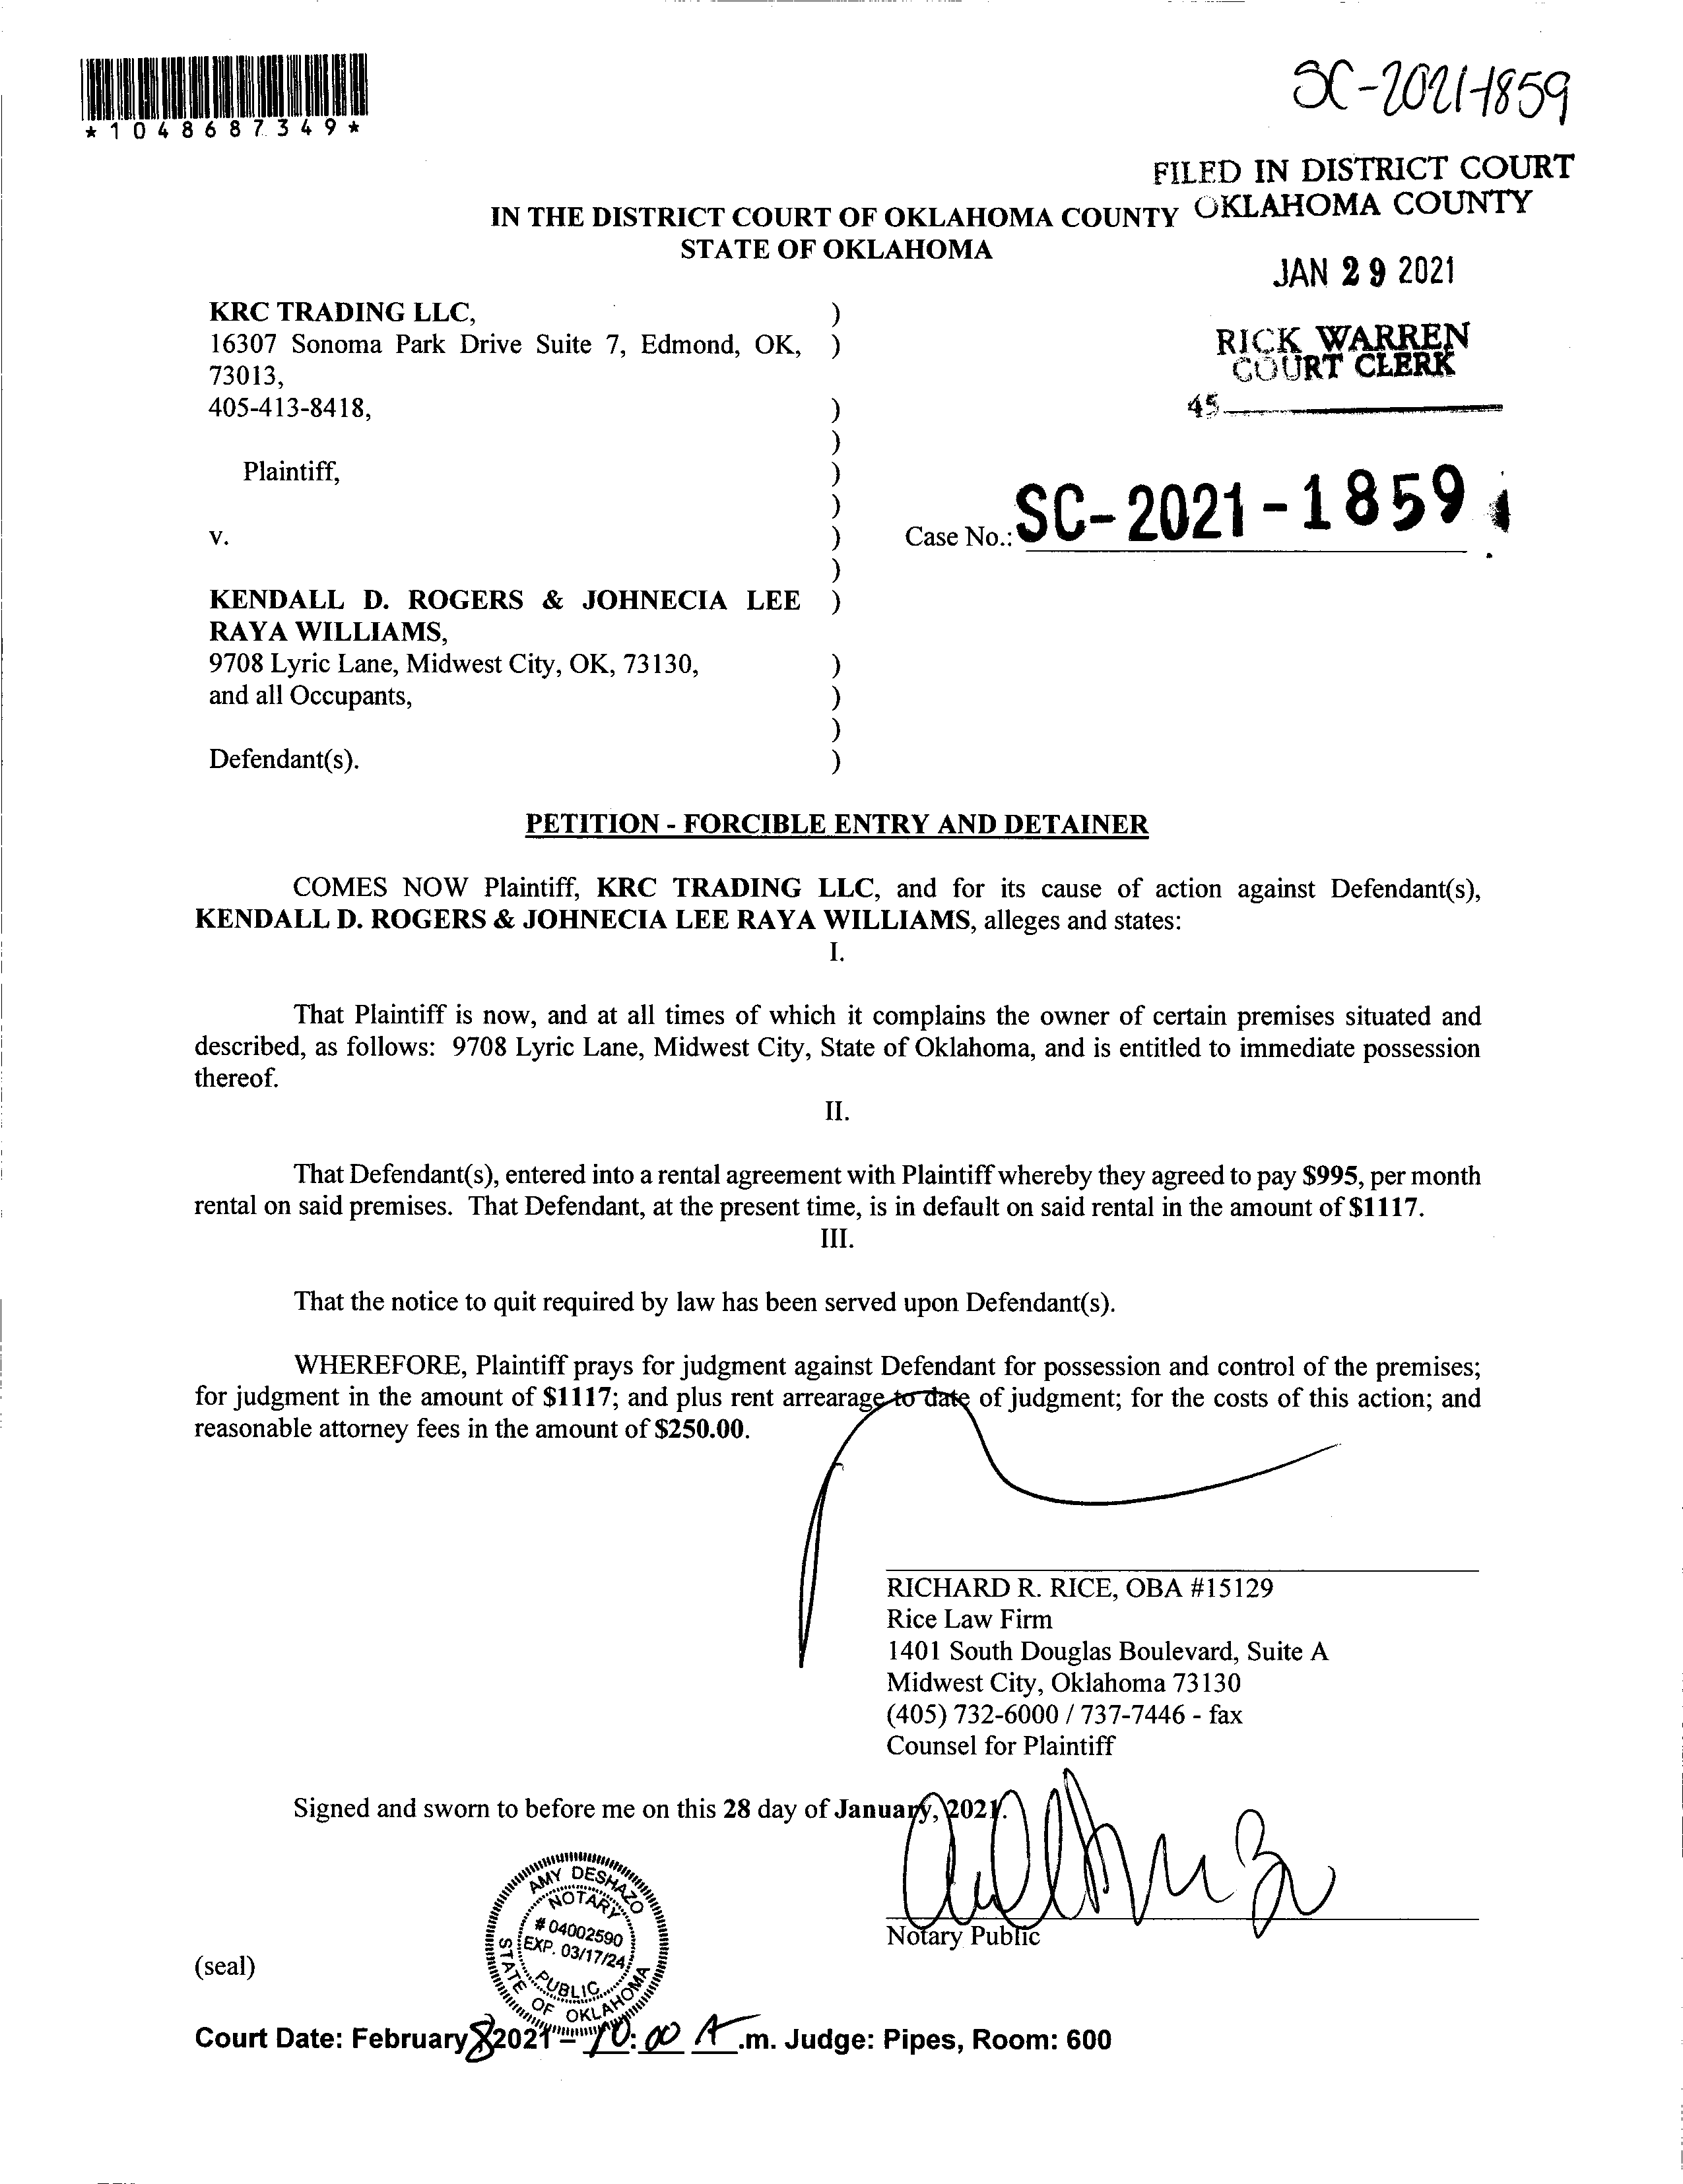 *1048687349*
SC-2021-1859
FILED IN DISTRICT COURT
OKLAHOMA COUNTY
IN THE DISTRICT COURT OF OKLAHOMA COUNTY
STATE OF OKLAHOMA
JAN 29 2021
RICK WARREN
COURT CLERK
45
KRC TRADING LLC, )
16307 Sonoma Park Drive Suite 7, Edmond, OK, )
73013,
405-413-8418, )
)
Plaintiff, )
)
v. )
Case No.: SC-2021-1859
)
KENDALL D. ROGERS & JOHNECIA LEE )
RAYA WILLIAMS,
9708 Lyric Lane, Midwest City, OK, 73130, )
and all Occupants, )
)
Defendant(s). )
PETITION - FORCIBLE ENTRY AND DETAINER
COMES NOW Plaintiff, KRC TRADING LLC, and for its cause of action against Defendant(s),
KENDALL D. ROGERS & JOHNECIA LEE RAYA WILLIAMS, alleges and states:
I.
That Plaintiff is now, and at all times of which it complains the owner of certain premises situated and
described, as follows: 9708 Lyric Lane, Midwest City, State of Oklahoma, and is entitled to immediate possession
thereof.
II.
That Defendant(s), entered into a rental agreement with Plaintiff whereby they agreed to pay $995, per month
rental on said premises. That Defendant, at the present time, is in default on said rental in the amount of $1117.
III.
That the notice to quit required by law has been served upon Defendant(s).
WHEREFORE, Plaintiff prays for judgment against Defendant for possession and control of the premises;
for judgment in the amount of $1117; and plus rent arrearage to date of judgment; for the costs of this action; and
reasonable attorney fees in the amount of $250.00.
RICHARD R. RICE, OBA #15129
Rice Law Firm
1401 South Douglas Boulevard, Suite A
Midwest City, Oklahoma 73130
(405) 732-6000 / 737-7446 - fax
Counsel for Plaintiff
Signed and sworn to before me on this 28 day of January, 2021.
AMY DESHAZO
NOTARY
# 04002590
EXP. 03/17/24
PUBLIC
STATE OF OKLAHOMA
Notary Public
(seal)
Court Date: February 8 2021 – 10:00 A.m. Judge: Pipes, Room: 600